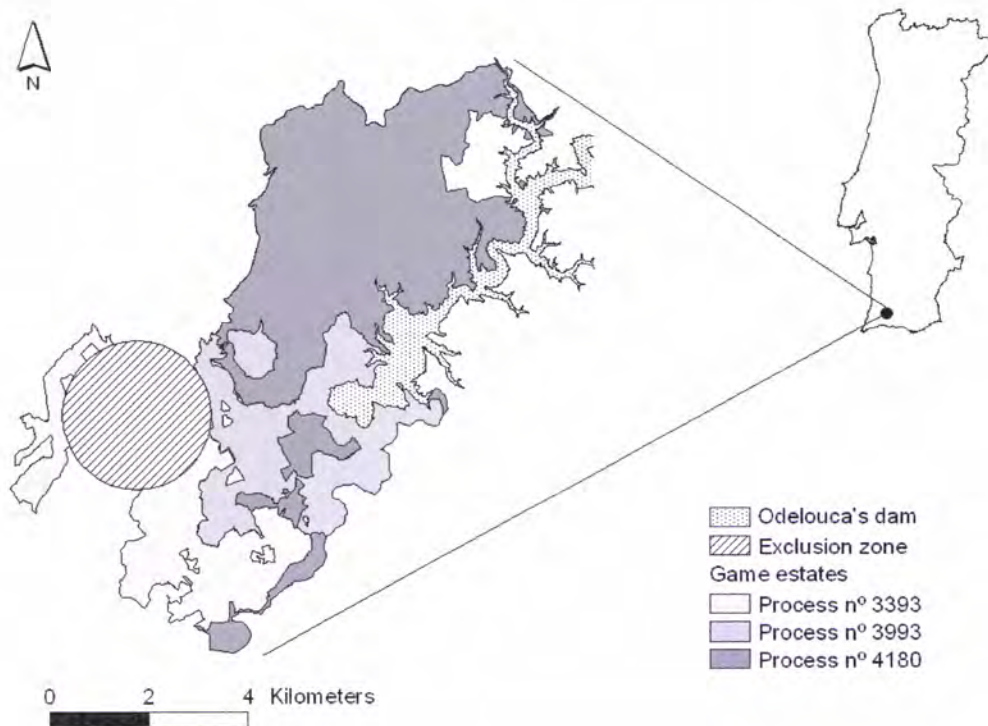 N
Odelouca's dam
Exclusion zone
Game estates
Process nº 3393
Process nº 3993
Process nº 4180
0 2 4 Kilometers